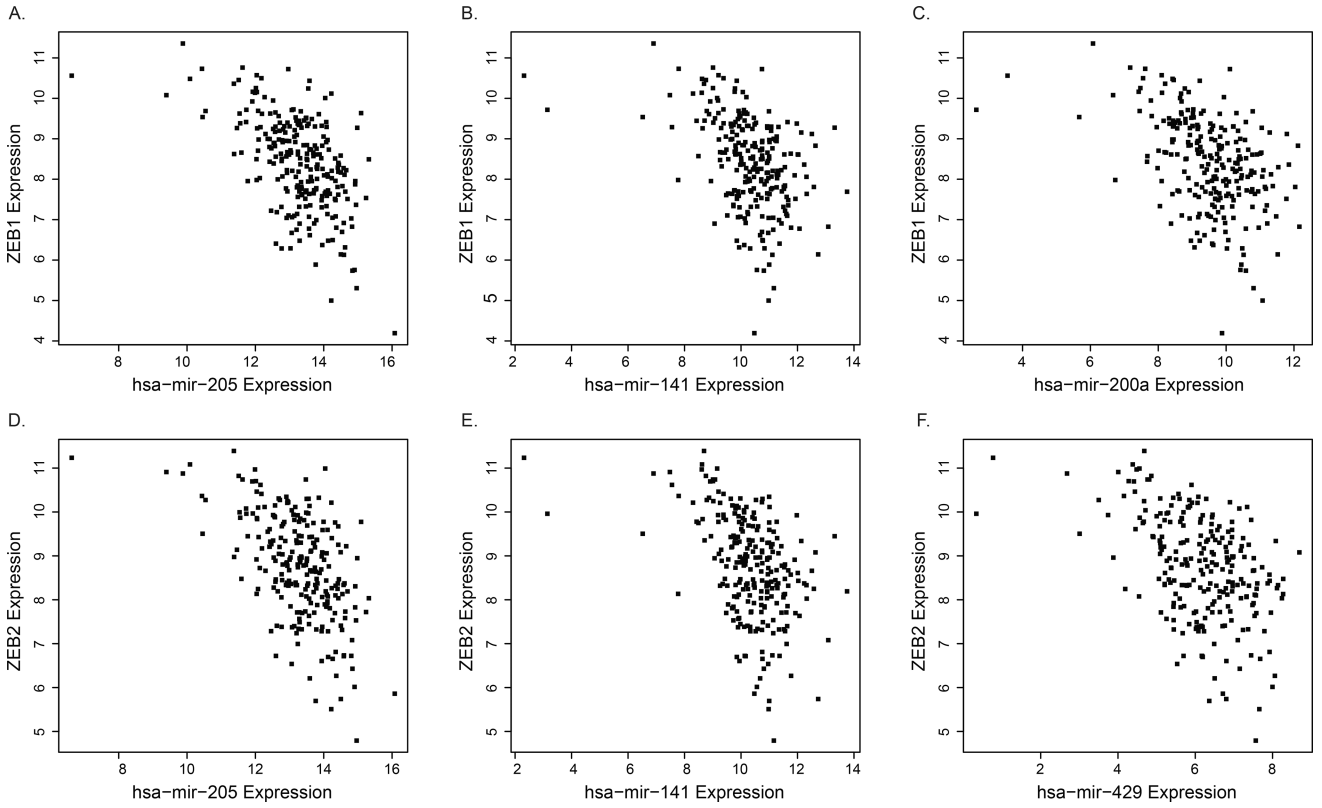 A.
B.
C.
ZEB1 Expression
4 5 6 7 8 9 10 11
8 10 12 14 16
hsa−mir−205 Expression
ZEB1 Expression
4 5 6 7 8 9 10 11
2 4 6 8 10 12 14
hsa−mir−141 Expression
ZEB1 Expression
4 5 6 7 8 9 10 11
4 6 8 10 12
hsa−mir−200a Expression
D.
E.
F.
ZEB2 Expression
5 6 7 8 9 10 11
8 10 12 14 16
hsa−mir−205 Expression
ZEB2 Expression
5 6 7 8 9 10 11
2 4 6 8 10 12 14
hsa−mir−141 Expression
ZEB2 Expression
5 6 7 8 9 10 11
2 4 6 8
hsa−mir−429 Expression